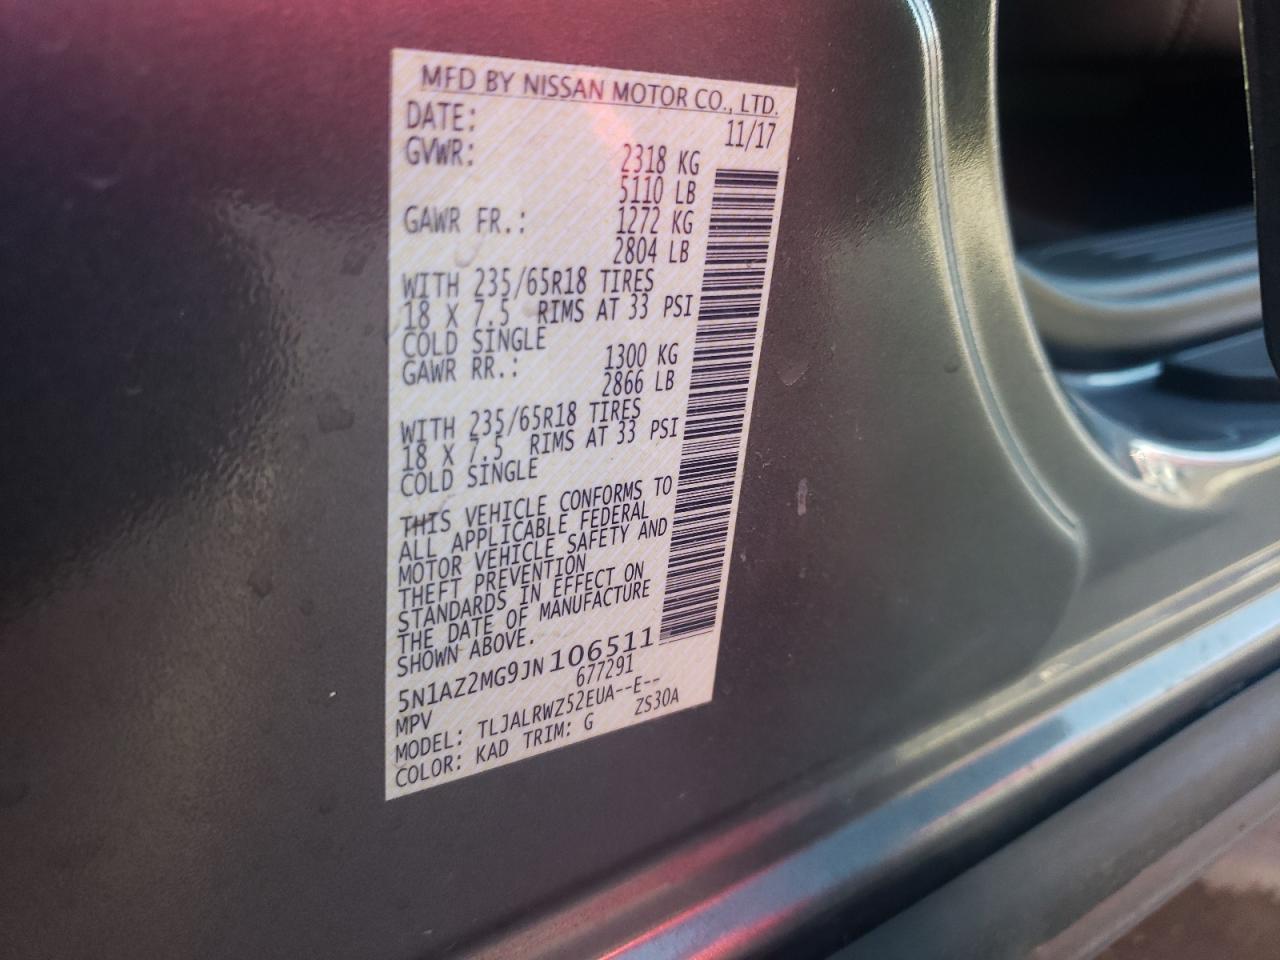 MFD BY NISSAN MOTOR CO., LTD.
DATE: 11/17
GVWR: 2318 KG
5110 LB
GAWR FR.: 1272 KG
2804 LB
WITH 235/65R18 TIRES
18 X 7.5 RIMS AT 33 PSI
COLD SINGLE
GAWR RR.: 1300 KG
2866 LB
WITH 235/65R18 TIRES
18 X 7.5 RIMS AT 33 PSI
COLD SINGLE
THIS VEHICLE CONFORMS TO
ALL APPLICABLE FEDERAL
MOTOR VEHICLE SAFETY AND
THEFT PREVENTION
STANDARDS IN EFFECT ON
THE DATE OF MANUFACTURE
SHOWN ABOVE.
5N1AZ2MG9JN106511
MPV 677291
MODEL: TLJALRWZ52EUA--E--
COLOR: KAD TRIM: G ZS30A